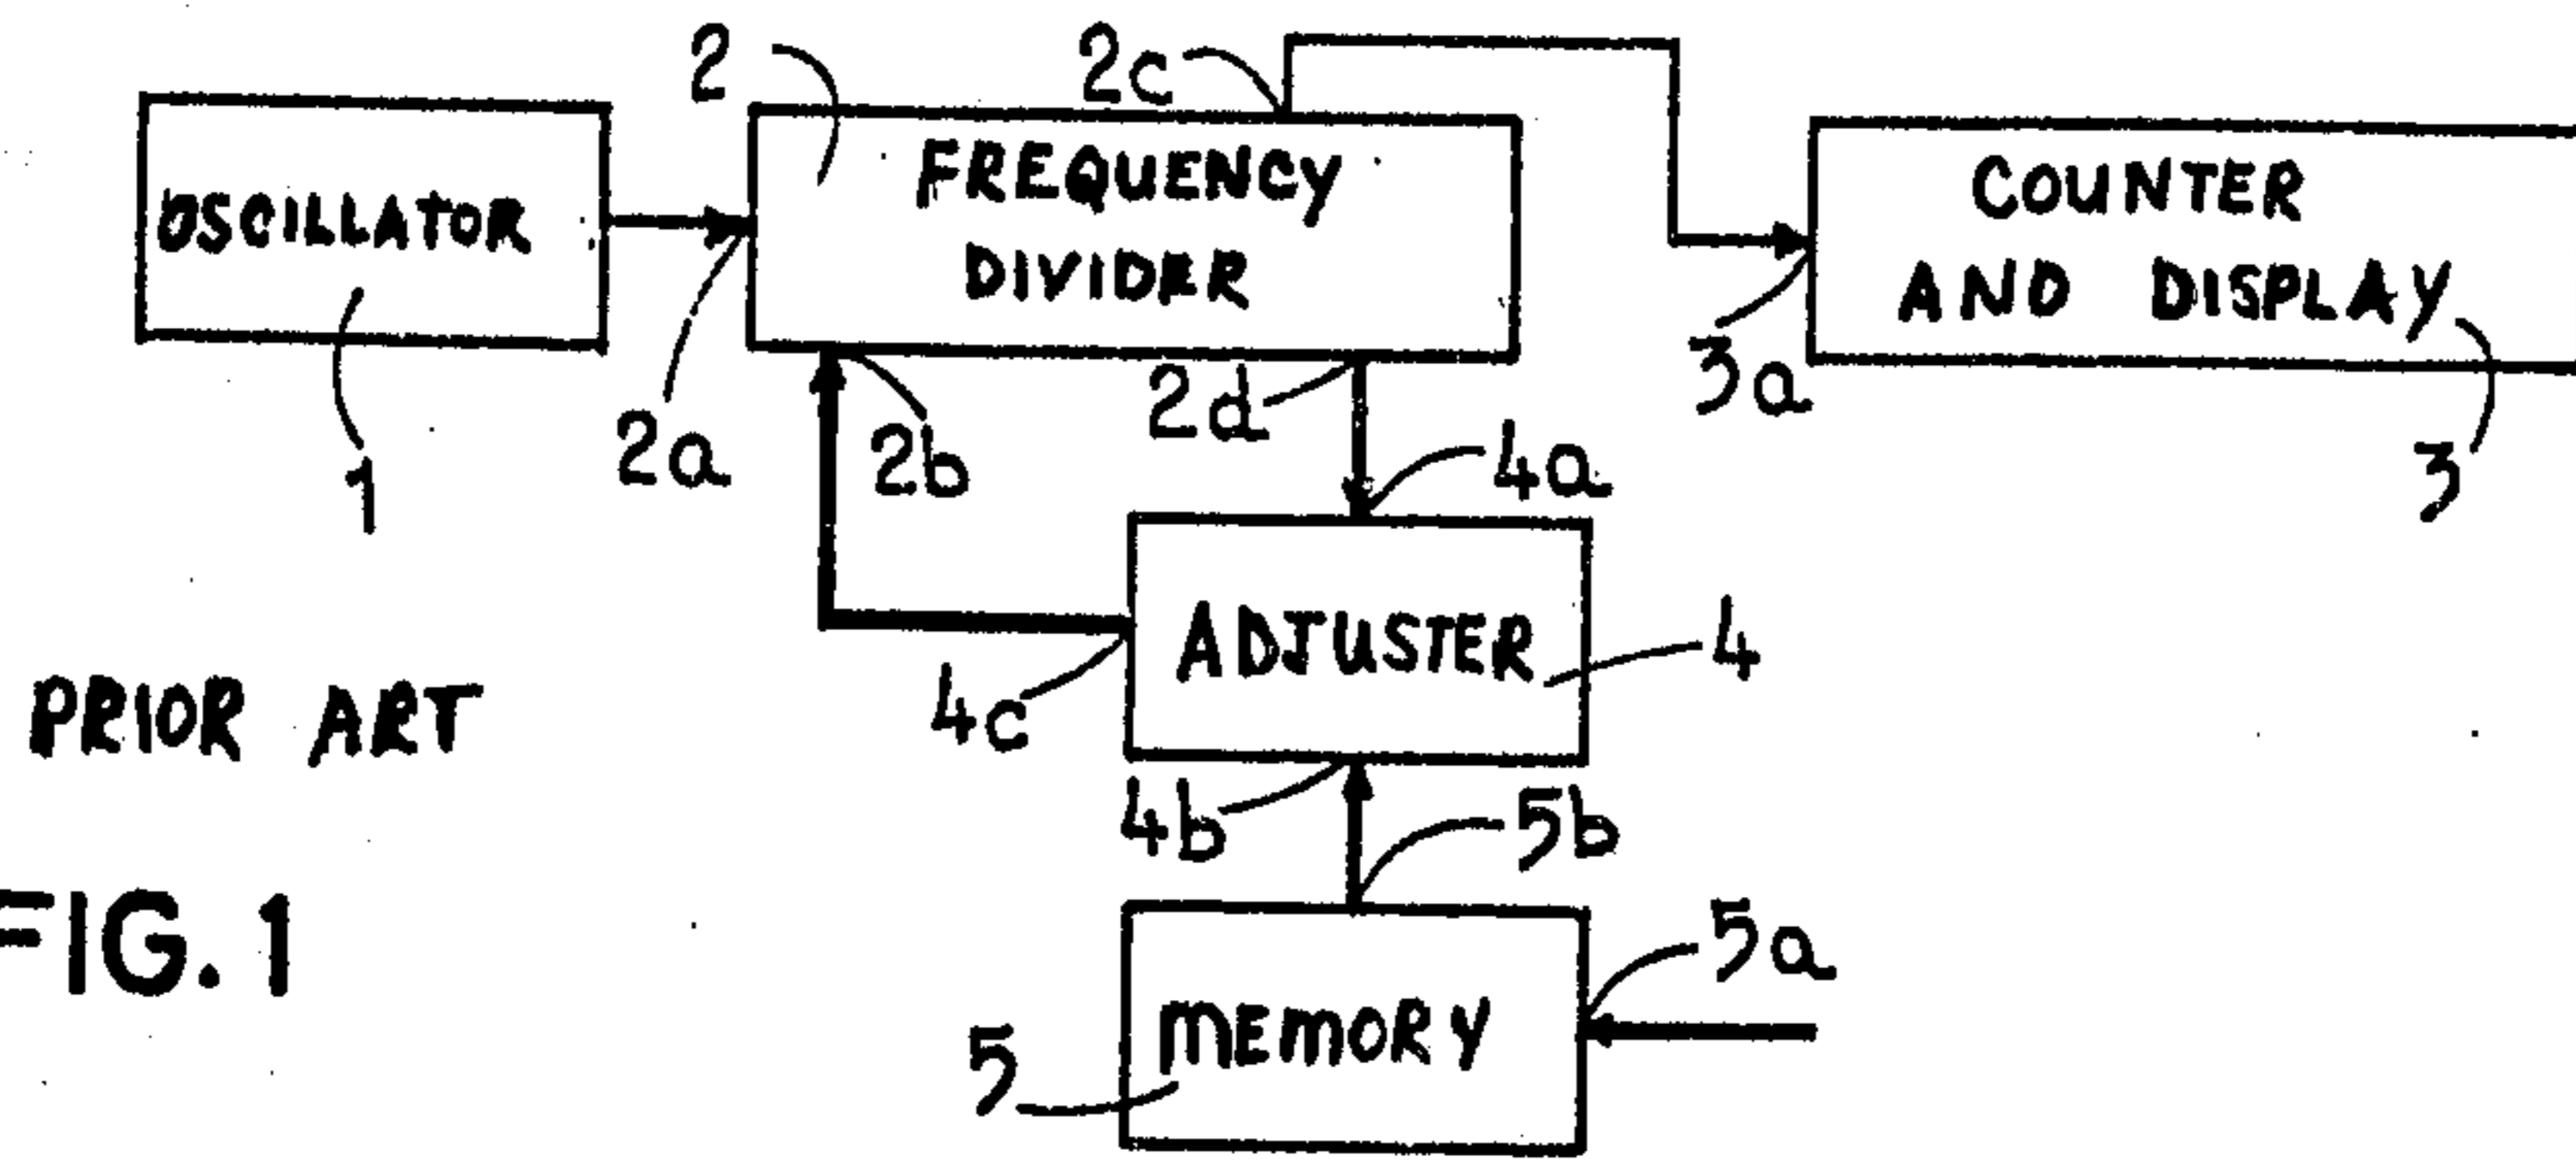 2
2c
OSCILLATOR
FREQUENCY
DIVIDER
COUNTER
AND DISPLAY
1
2a
2b
2d
3a
3
4a
ADJUSTER
4
4c
PRIOR ART
4b
5b
FIG. 1
5a
MEMORY
5